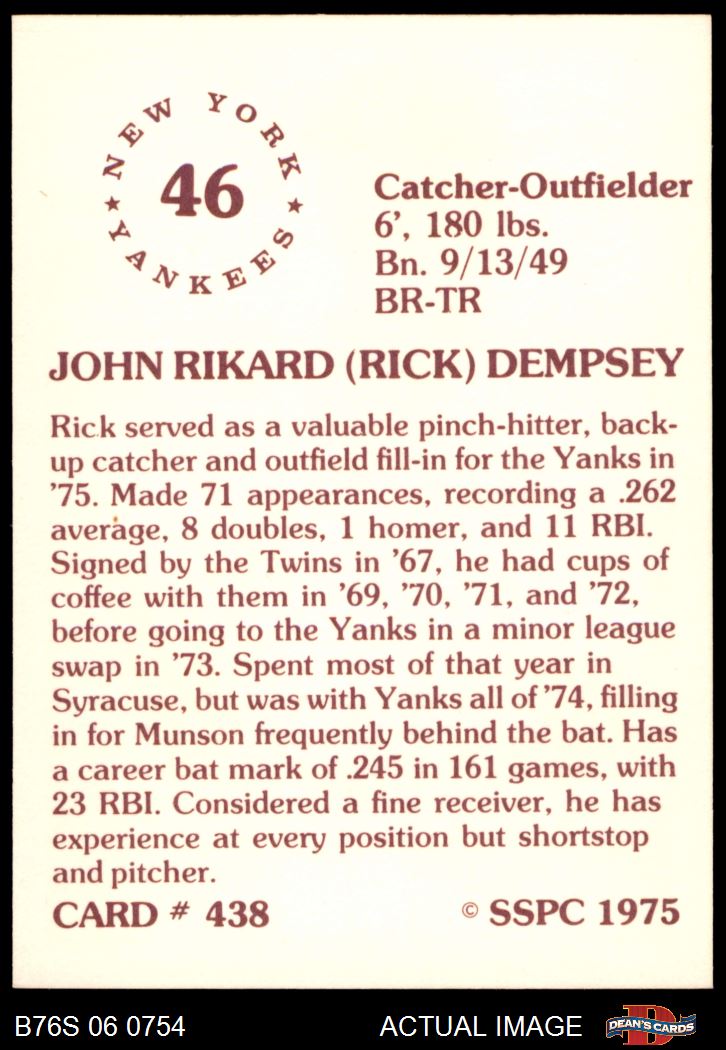 NEW YORK
46
★ YANKEES ★
Catcher-Outfielder
6', 180 lbs.
Bn. 9/13/49
BR-TR
JOHN RIKARD (RICK) DEMPSEY
Rick served as a valuable pinch-hitter, back-
up catcher and outfield fill-in for the Yanks in
'75. Made 71 appearances, recording a .262
average, 8 doubles, 1 homer, and 11 RBI.
Signed by the Twins in '67, he had cups of
coffee with them in '69, '70, '71, and '72,
before going to the Yanks in a minor league
swap in '73. Spent most of that year in
Syracuse, but was with Yanks all of '74, filling
in for Munson frequently behind the bat. Has
a career bat mark of .245 in 161 games, with
23 RBI. Considered a fine receiver, he has
experience at every position but shortstop
and pitcher.
CARD # 438
© SSPC 1975
B76S 06 0754
ACTUAL IMAGE
D
DEAN'S CARDS